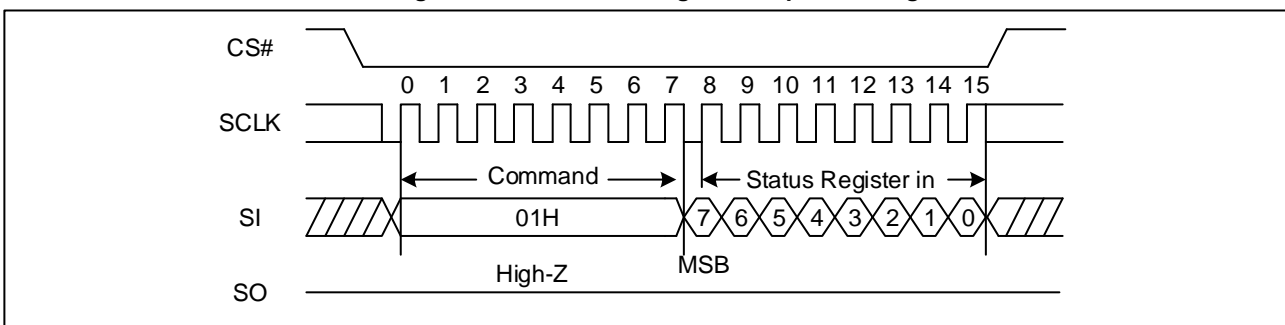 CS#
0 1 2 3 4 5 6 7 8 9 10 11 12 13 14 15
SCLK
Command
Status Register in
SI
01H
7 6 5 4 3 2 1 0
High-Z
MSB
SO